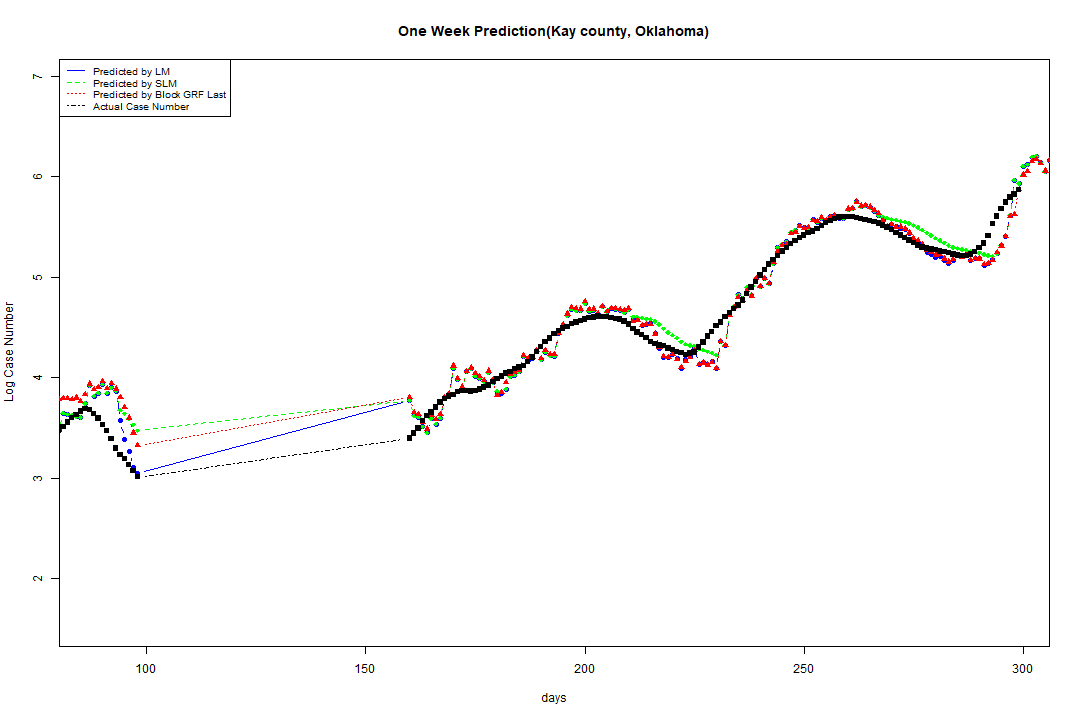 One Week Prediction(Kay county, Oklahoma)
Predicted by LM
Predicted by SLM
Predicted by Block GRF Last
Actual Case Number
7
6
5
4
3
2
Log Case Number
100 150 200 250 300
days